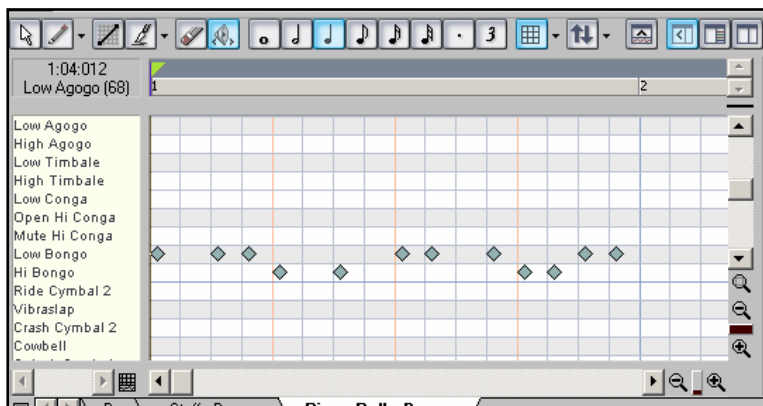 3
1:04:012
Low Agogo (68)
1
2
Low Agogo
High Agogo
Low Timbale
High Timbale
Low Conga
Open Hi Conga
Mute Hi Conga
Low Bongo
Hi Bongo
Ride Cymbal 2
Vibraslap
Crash Cymbal 2
Cowbell